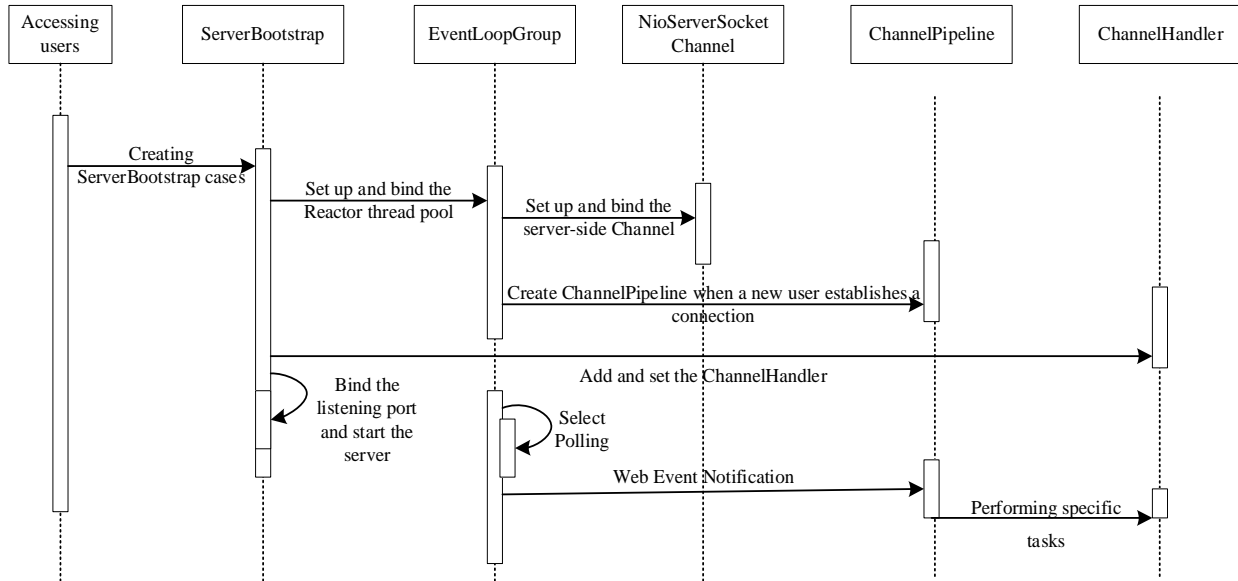 Accessing
users
ServerBootstrap
EventLoopGroup
NioServerSocket
Channel
ChannelPipeline
ChannelHandler
Creating
ServerBootstrap cases
Set up and bind the
Reactor thread pool
Set up and bind the
server-side Channel
Create ChannelPipeline when a new user establishes a
connection
Add and set the ChannelHandler
Bind the
listening port
and start the
server
Select
Polling
Web Event Notification
Performing specific
tasks